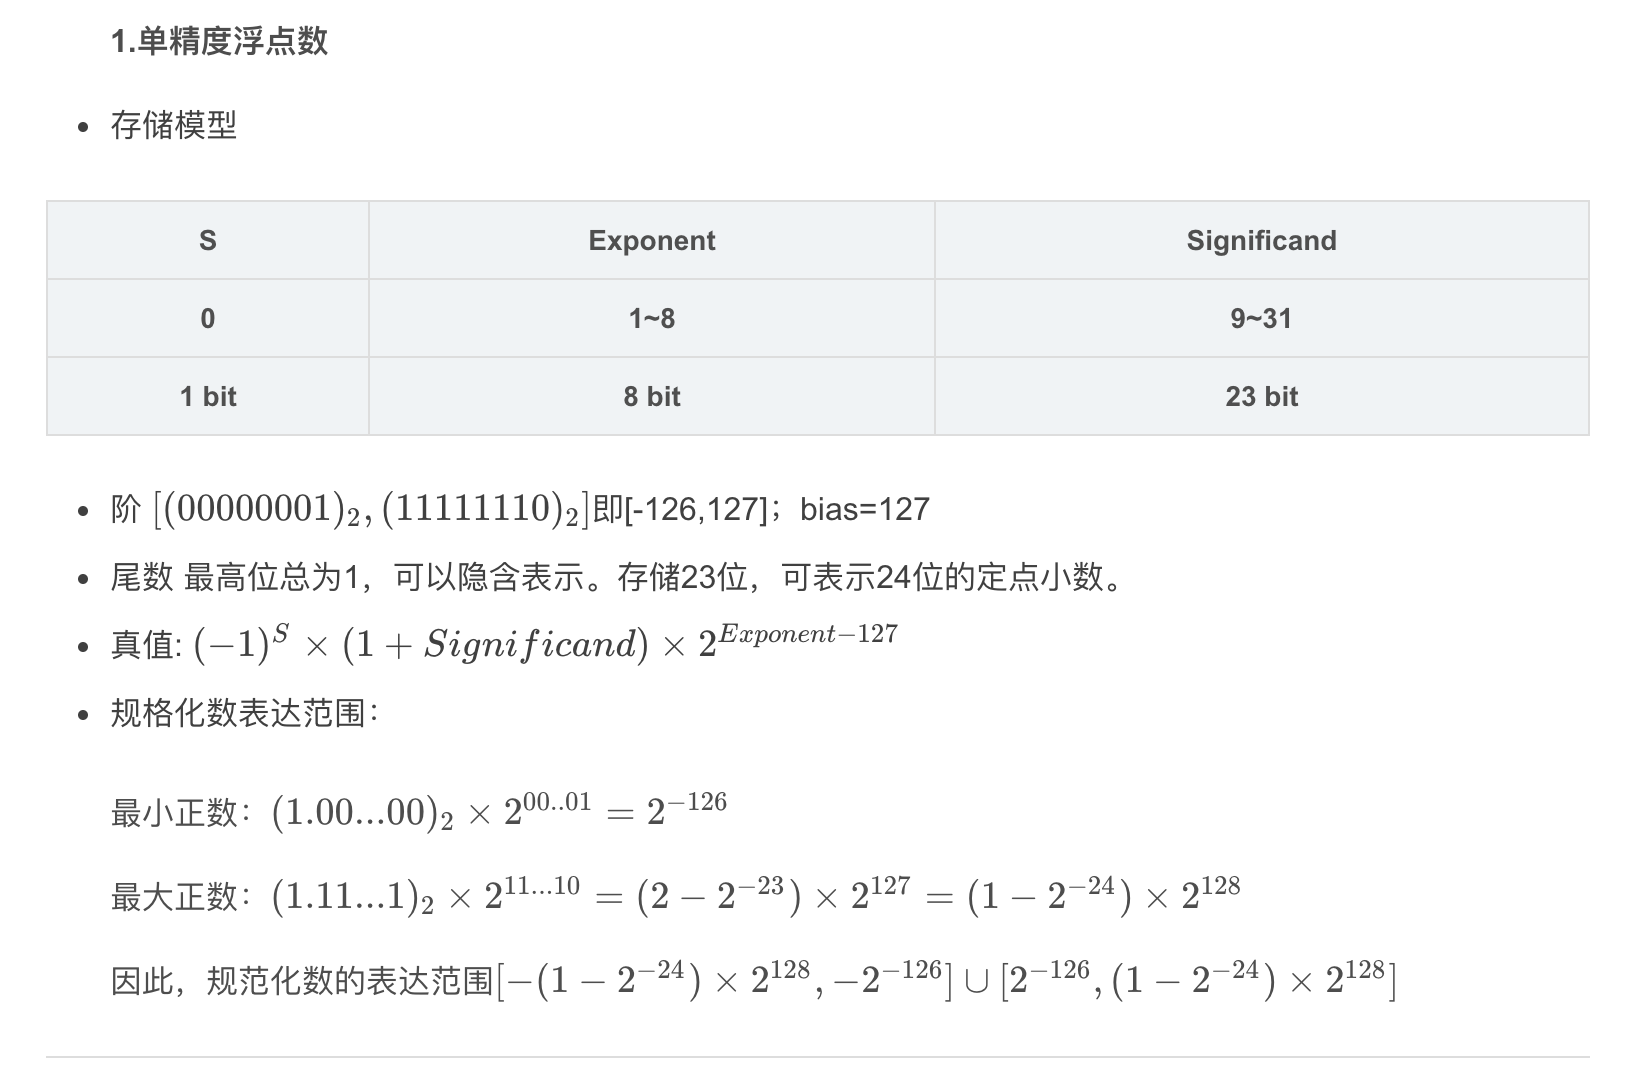 1.单精度浮点数
• 存储模型
S Exponent Significand
0 1~8 9~31
1 bit 8 bit 23 bit
• 阶 $[(00000001)_2, (11111110)_2]$即[-126,127]；bias=127
• 尾数 最高位总为1，可以隐含表示。存储23位，可表示24位的定点小数。
• 真值: $(-1)^S \times (1 + Significand) \times 2^{Exponent-127}$
• 规格化数表达范围：
最小正数：$(1.00...00)_2 \times 2^{00..01} = 2^{-126}$
最大正数：$(1.11...1)_2 \times 2^{11...10} = (2 - 2^{-23}) \times 2^{127} = (1 - 2^{-24}) \times 2^{128}$
因此，规范化数的表达范围$[-(1 - 2^{-24}) \times 2^{128}, -2^{-126}] \cup [2^{-126}, (1 - 2^{-24}) \times 2^{128}]$